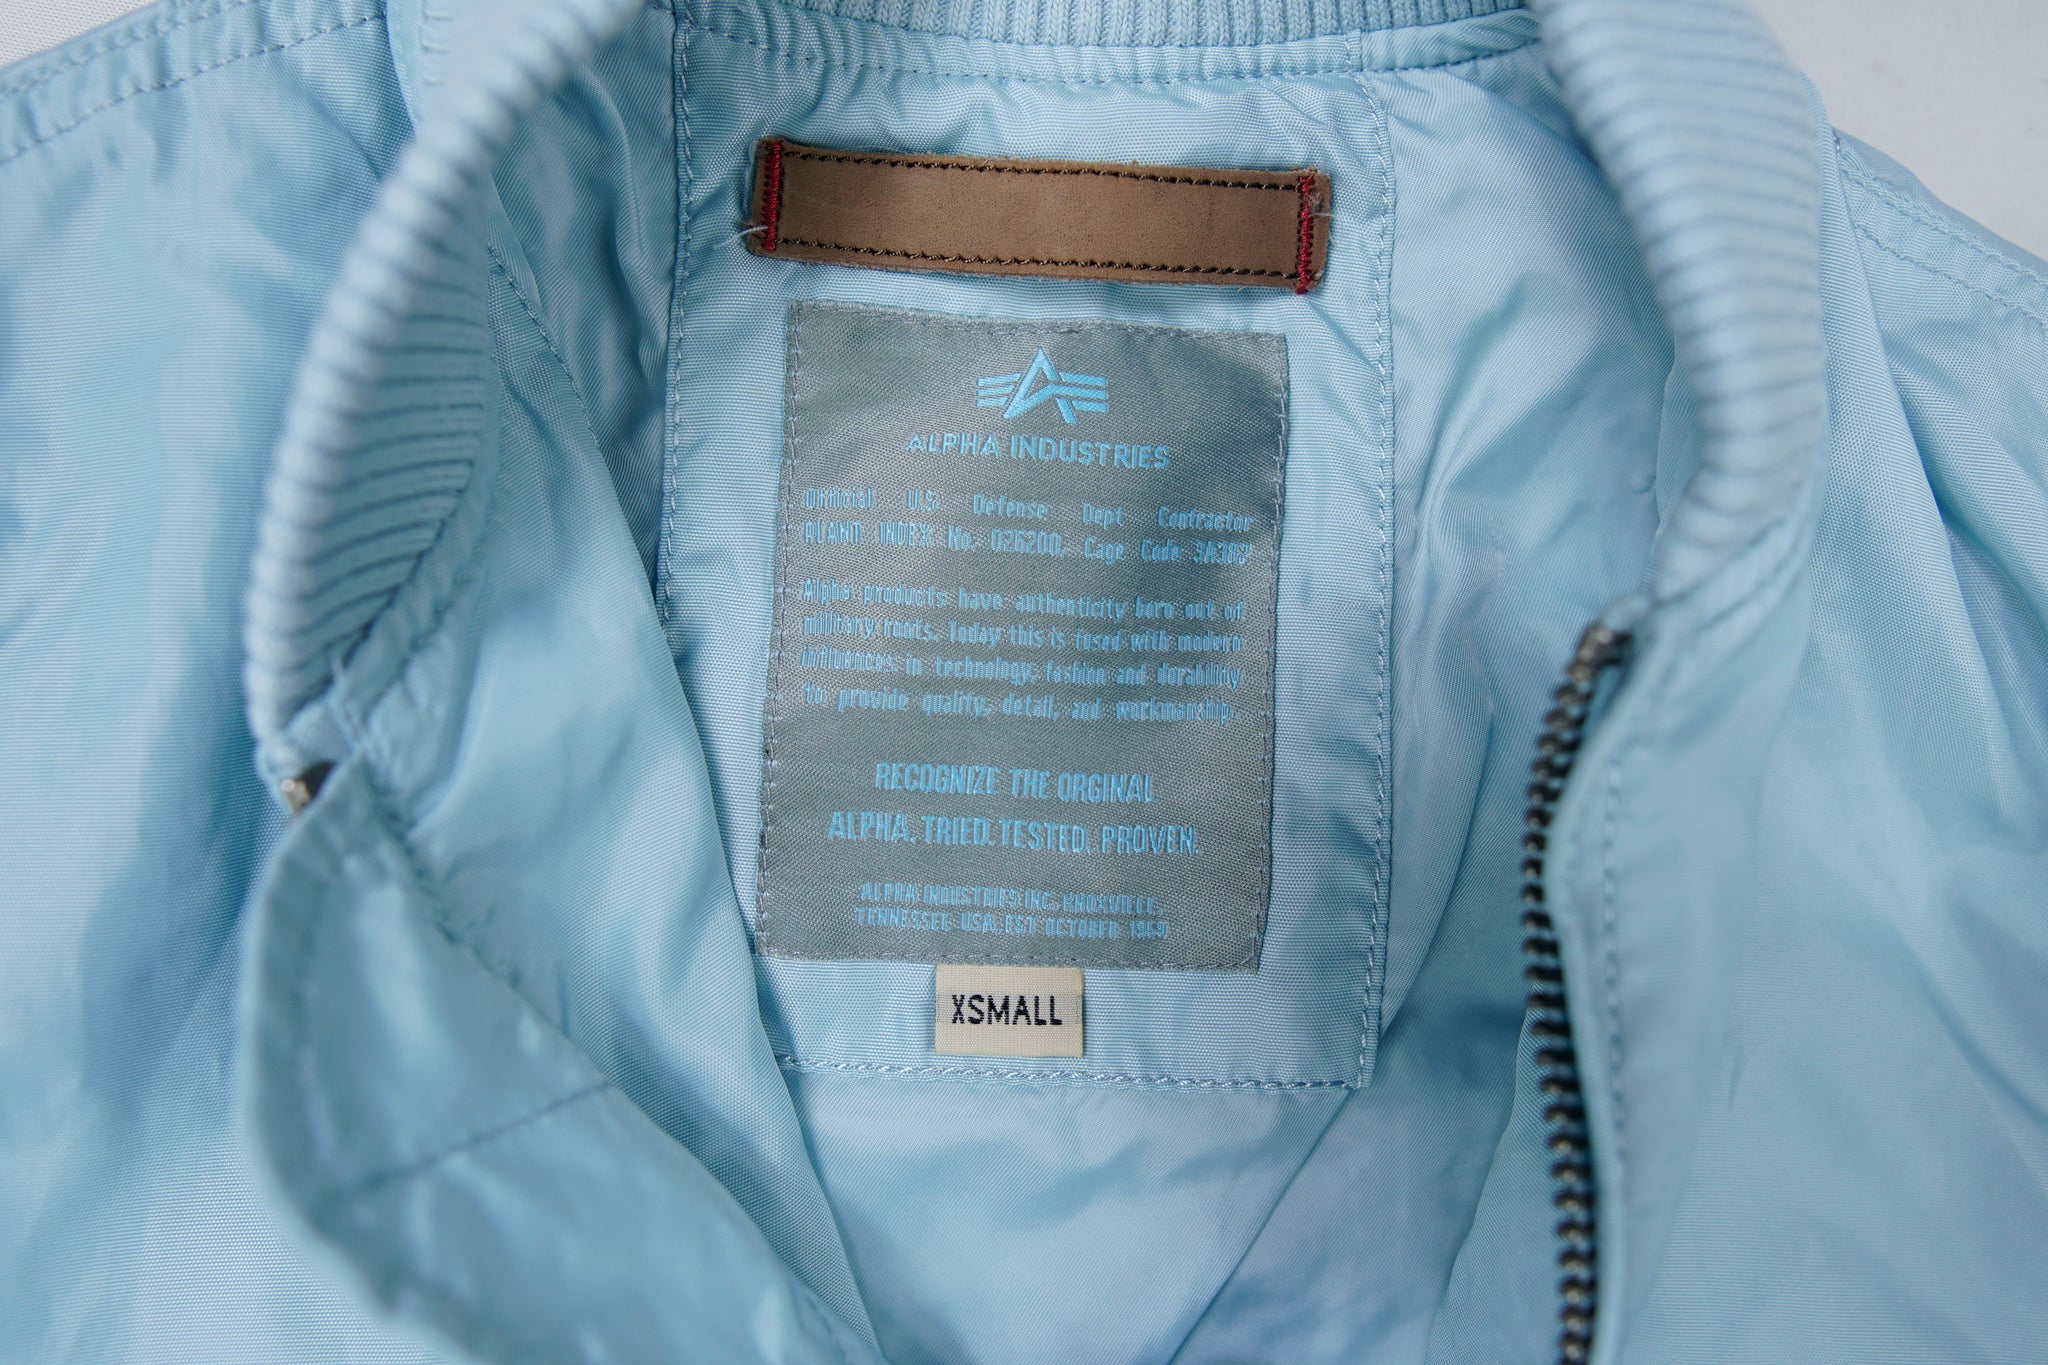 ALPHA INDUSTRIES
Official U.S Defense Dept Contractor
PLANT INDEX No. 026200, Cage Code 3A387
Alpha products have authenticity born out of
military roots. Today this is fused with modern
influences in technology, fashion and durability
to provide quality, detail, and workmanship.
RECOGNIZE THE ORGINAL
ALPHA. TRIED. TESTED. PROVEN.
ALPHA INDUSTRIES INC. KNOXVILLE,
TENNESSEE USA, EST OCTOBER 1959
XSMALL